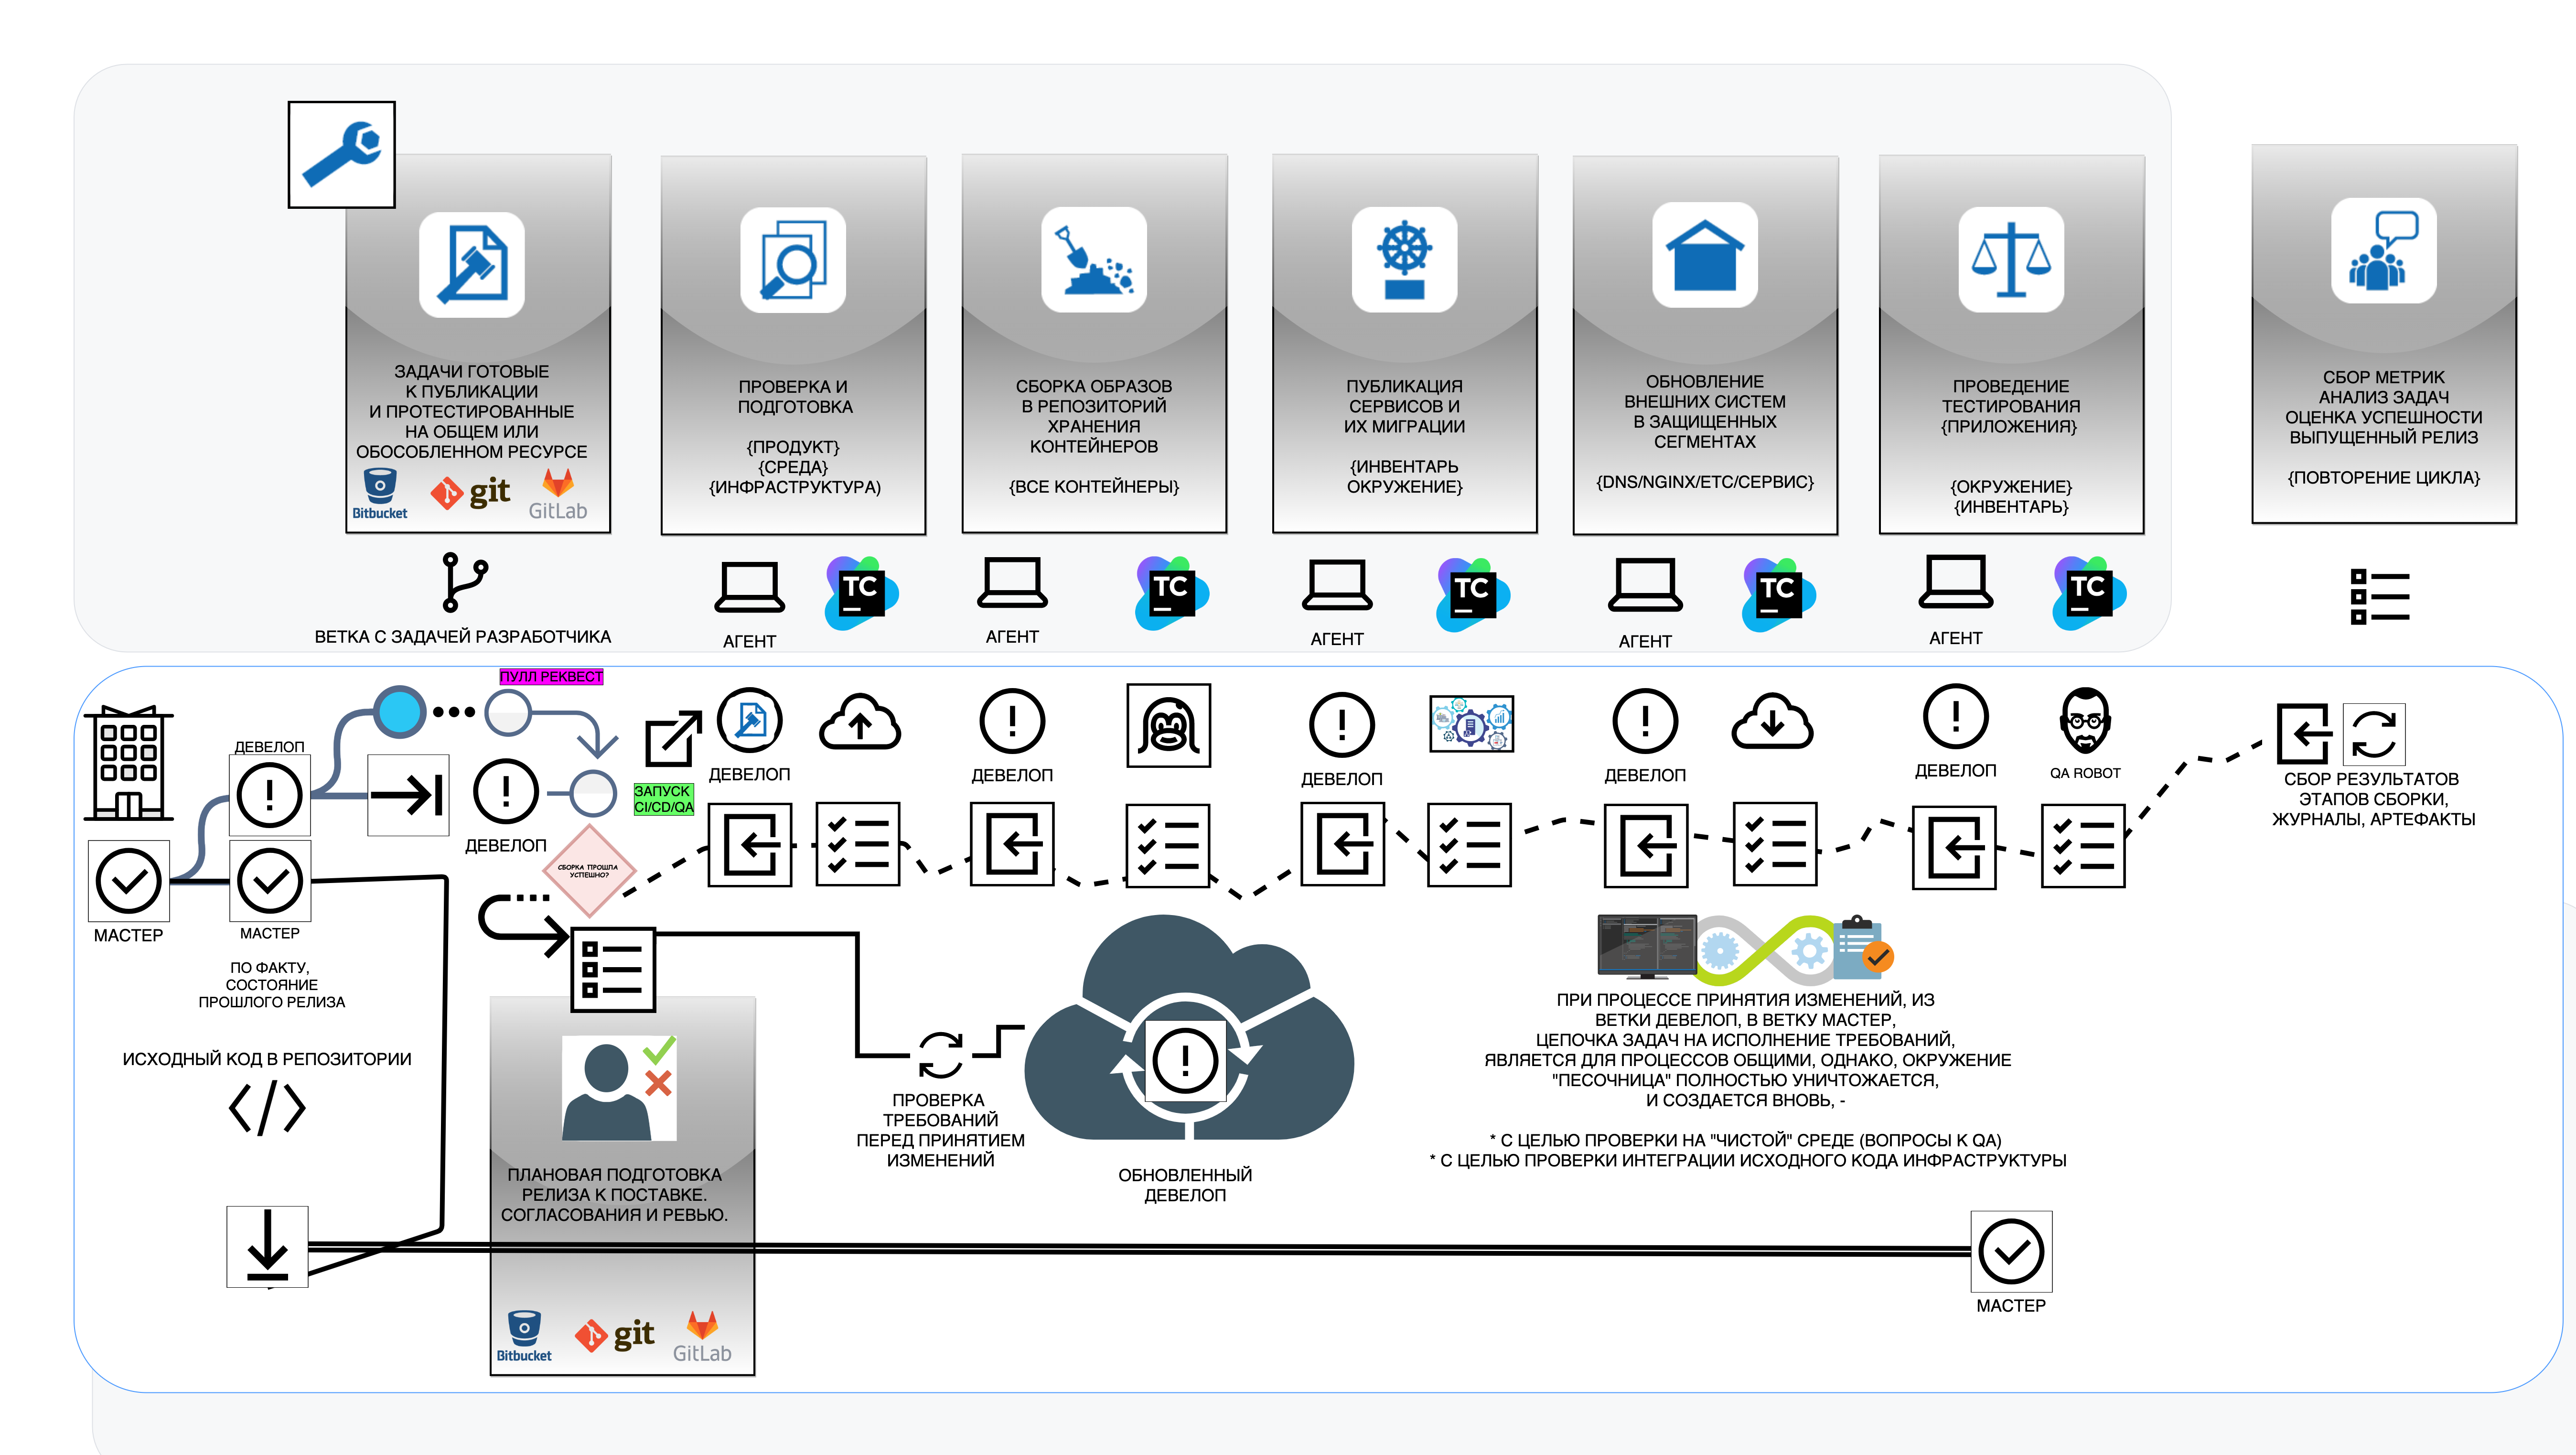 ЗАДАЧИ ГОТОВЫЕ
К ПУБЛИКАЦИИ
И ПРОТЕСТИРОВАННЫЕ
НА ОБЩЕМ ИЛИ
ОБОСОБЛЕННОМ РЕСУРСЕ
Bitbucket
git
GitLab
ПРОВЕРКА И
ПОДГОТОВКА
{ПРОДУКТ}
{СРЕДА}
{ИНФРАСТРУКТУРА)
СБОРКА ОБРАЗОВ
В РЕПОЗИТОРИЙ
ХРАНЕНИЯ
КОНТЕЙНЕРОВ
{ВСЕ КОНТЕЙНЕРЫ}
ПУБЛИКАЦИЯ
СЕРВИСОВ И
ИХ МИГРАЦИИ
{ИНВЕНТАРЬ
ОКРУЖЕНИЕ}
ОБНОВЛЕНИЕ
ВНЕШНИХ СИСТЕМ
В ЗАЩИЩЕННЫХ
СЕГМЕНТАХ
{DNS/NGINX/ETC/СЕРВИС}
ПРОВЕДЕНИЕ
ТЕСТИРОВАНИЯ
{ПРИЛОЖЕНИЯ}
{ОКРУЖЕНИЕ}
{ИНВЕНТАРЬ}
СБОР МЕТРИК
АНАЛИЗ ЗАДАЧ
ОЦЕНКА УСПЕШНОСТИ
ВЫПУЩЕННЫЙ РЕЛИЗ
{ПОВТОРЕНИЕ ЦИКЛА}
ВЕТКА С ЗАДАЧЕЙ РАЗРАБОТЧИКА
АГЕНТ
TC
АГЕНТ
TC
АГЕНТ
TC
АГЕНТ
TC
АГЕНТ
TC
ПУЛЛ РЕКВЕСТ
ДЕВЕЛОП
ДЕВЕЛОП
ЗАПУСК
CI/CD/QA
ДЕВЕЛОП
ДЕВЕЛОП
ДЕВЕЛОП
ДЕВЕЛОП
ДЕВЕЛОП
QA ROBOT
СБОР РЕЗУЛЬТАТОВ
ЭТАПОВ СБОРКИ,
ЖУРНАЛЫ, АРТЕФАКТЫ
СБОРКА ПРОШЛА
УСПЕШНО?
МАСТЕР
МАСТЕР
ПО ФАКТУ,
СОСТОЯНИЕ
ПРОШЛОГО РЕЛИЗА
ИСХОДНЫЙ КОД В РЕПОЗИТОРИИ
ПЛАНОВАЯ ПОДГОТОВКА
РЕЛИЗА К ПОСТАВКЕ.
СОГЛАСОВАНИЯ И РЕВЬЮ.
Bitbucket
git
GitLab
ПРОВЕРКА
ТРЕБОВАНИЙ
ПЕРЕД ПРИНЯТИЕМ
ИЗМЕНЕНИЙ
ОБНОВЛЕННЫЙ
ДЕВЕЛОП
ПРИ ПРОЦЕССЕ ПРИНЯТИЯ ИЗМЕНЕНИЙ, ИЗ
ВЕТКИ ДЕВЕЛОП, В ВЕТКУ МАСТЕР,
ЦЕПОЧКА ЗАДАЧ НА ИСПОЛНЕНИЕ ТРЕБОВАНИЙ,
ЯВЛЯЕТСЯ ДЛЯ ПРОЦЕССОВ ОБЩИМИ, ОДНАКО, ОКРУЖЕНИЕ
"ПЕСОЧНИЦА" ПОЛНОСТЬЮ УНИЧТОЖАЕТСЯ,
И СОЗДАЕТСЯ ВНОВЬ, -
* С ЦЕЛЬЮ ПРОВЕРКИ НА "ЧИСТОЙ" СРЕДЕ (ВОПРОСЫ К QA)
* С ЦЕЛЬЮ ПРОВЕРКИ ИНТЕГРАЦИИ ИСХОДНОГО КОДА ИНФРАСТРУКТУРЫ
МАСТЕР